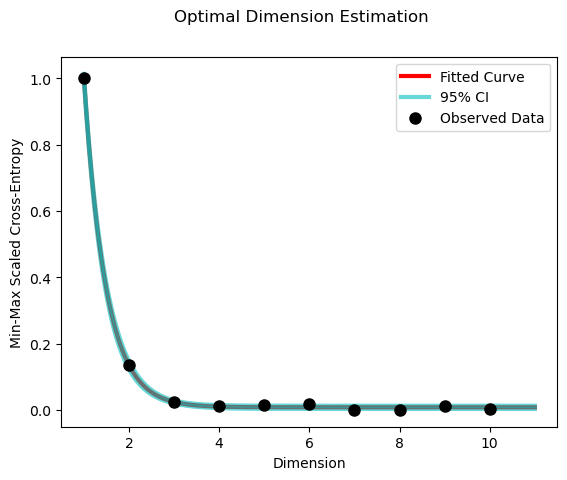 Optimal Dimension Estimation
Fitted Curve
95% CI
Observed Data
Min-Max Scaled Cross-Entropy
1.0
0.8
0.6
0.4
0.2
0.0
2 4 6 8 10
Dimension